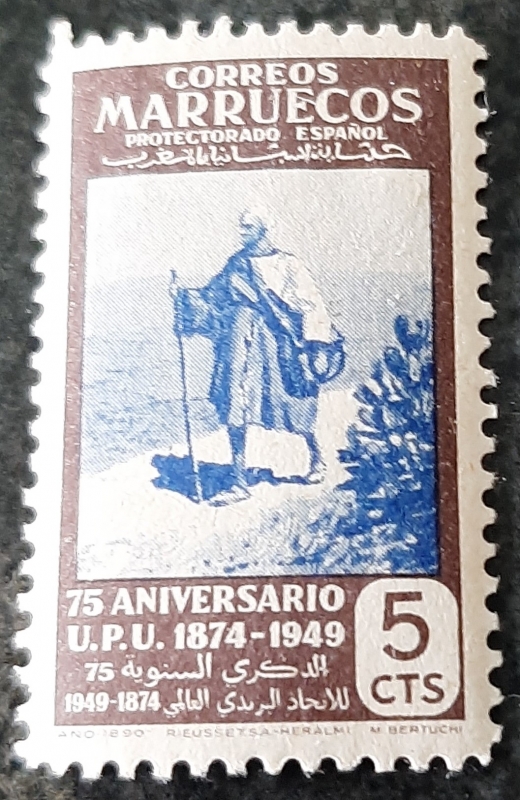 CORREOS
MARRUECOS
PROTECTORADO ESPAÑOL
75 ANIVERSARIO
U.P.U. 1874-1949
5
CTS
الذكرى السنوية 75
للاتحاد البريدي العالمي 1874-1949
AÑO 1890 RIEUSSET,S.A-HERALMI M. BERTUCHI